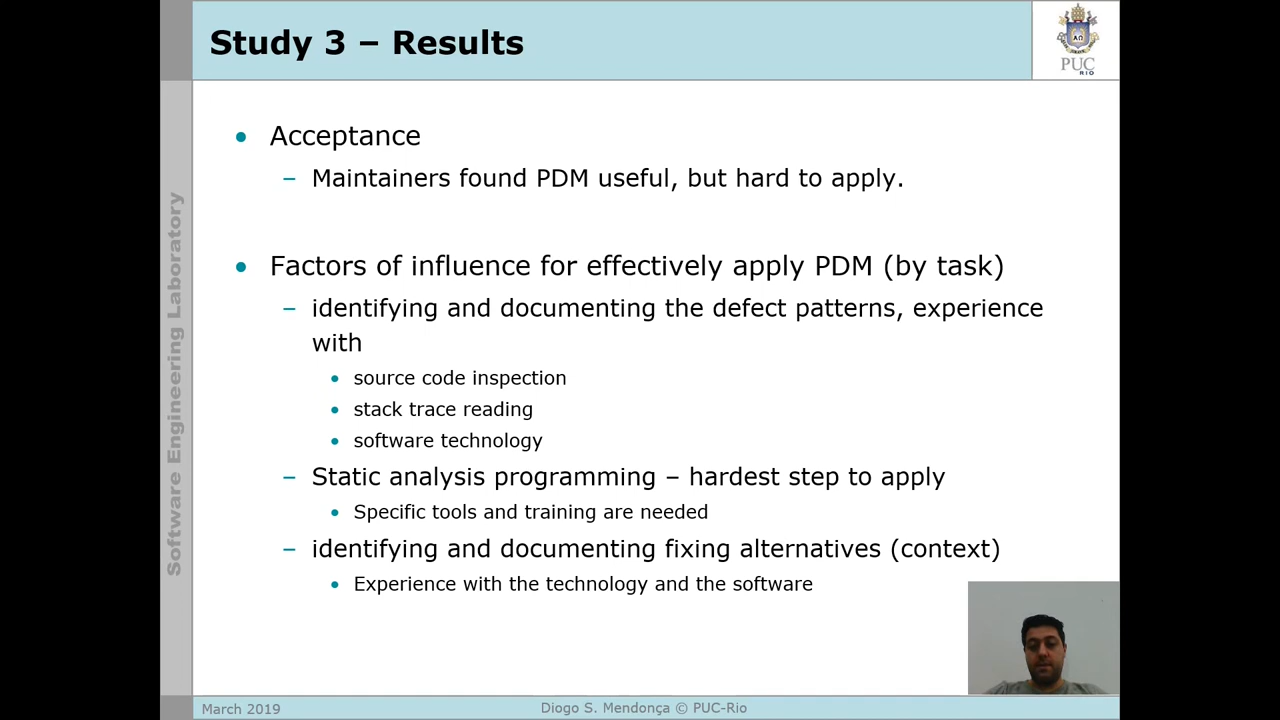 Study 3 – Results
PUC
RIO
Software Engineering Laboratory
• Acceptance
– Maintainers found PDM useful, but hard to apply.
• Factors of influence for effectively apply PDM (by task)
– identifying and documenting the defect patterns, experience
with
• source code inspection
• stack trace reading
• software technology
– Static analysis programming – hardest step to apply
• Specific tools and training are needed
– identifying and documenting fixing alternatives (context)
• Experience with the technology and the software
March 2019
Diogo S. Mendonça © PUC-Rio